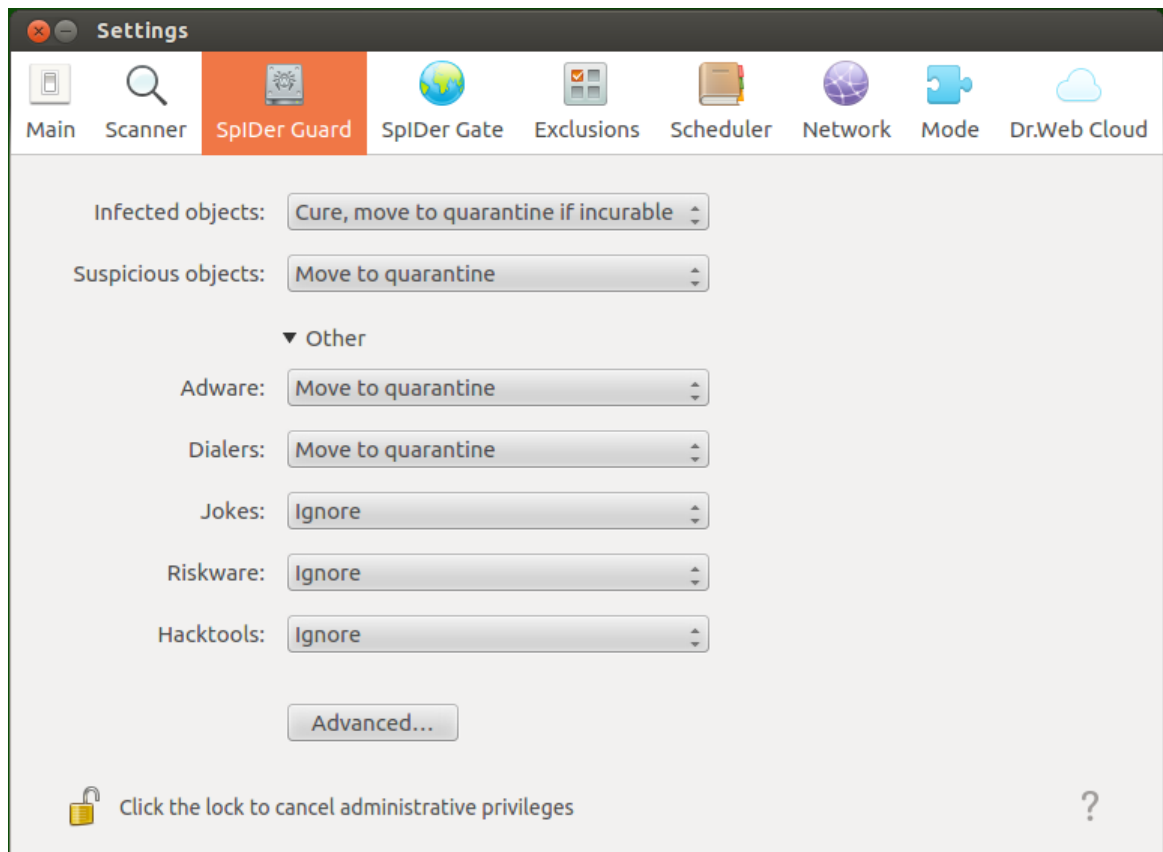 Settings
Main Scanner SpIDer Guard SpIDer Gate Exclusions Scheduler Network Mode Dr.Web Cloud
Infected objects: Cure, move to quarantine if incurable
Suspicious objects: Move to quarantine
Other
Adware: Move to quarantine
Dialers: Move to quarantine
Jokes: Ignore
Riskware: Ignore
Hacktools: Ignore
Advanced...
Click the lock to cancel administrative privileges ?